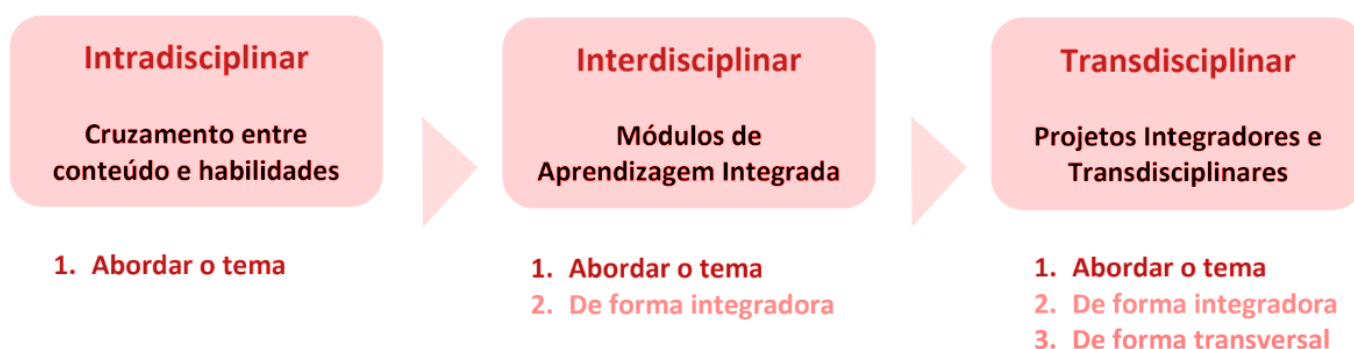 Intradisciplinar
Cruzamento entre
conteúdo e habilidades
1. Abordar o tema
Interdisciplinar
Módulos de
Aprendizagem Integrada
1. Abordar o tema
2. De forma integradora
Transdisciplinar
Projetos Integradores e
Transdisciplinares
1. Abordar o tema
2. De forma integradora
3. De forma transversal